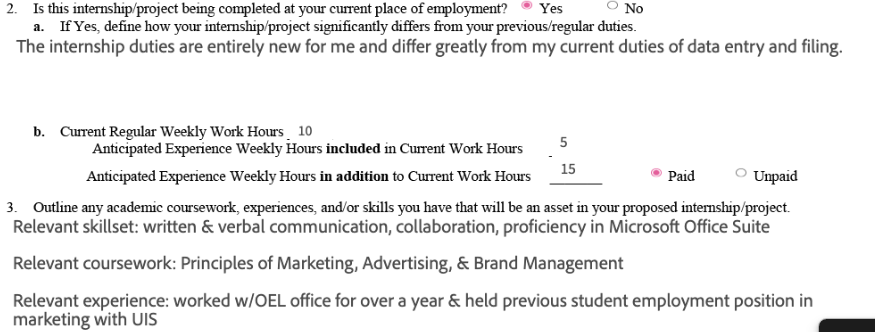 2. Is this internship/project being completed at your current place of employment? Yes No
a. If Yes, define how your internship/project significantly differs from your previous/regular duties.
The internship duties are entirely new for me and differ greatly from my current duties of data entry and filing.
b. Current Regular Weekly Work Hours 10
Anticipated Experience Weekly Hours included in Current Work Hours 5
Anticipated Experience Weekly Hours in addition to Current Work Hours 15 Paid Unpaid
3. Outline any academic coursework, experiences, and/or skills you have that will be an asset in your proposed internship/project.
Relevant skillset: written & verbal communication, collaboration, proficiency in Microsoft Office Suite
Relevant coursework: Principles of Marketing, Advertising, & Brand Management
Relevant experience: worked w/OEL office for over a year & held previous student employment position in
marketing with UIS